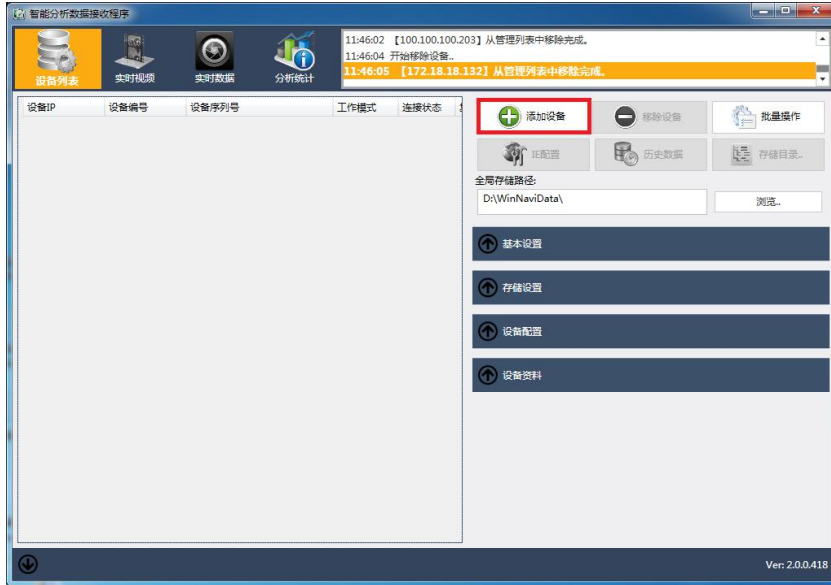 智能分析数据接收程序
设备列表
实时视频
实时数据
分析统计
11:46:02 【100.100.100.203】从管理列表中移除完成。
11:46:04 开始移除设备..
11:46:05 【172.18.18.132】从管理列表中移除完成。
设备IP 设备编号 设备序列号 工作模式 连接状态
添加设备 移除设备 批量操作
IE配置 历史数据 存储目录..
全局存储路径:
D:\WinNaviData\ 浏览..
基本设置
存储设置
设备配置
设备资料
Ver: 2.0.0.418